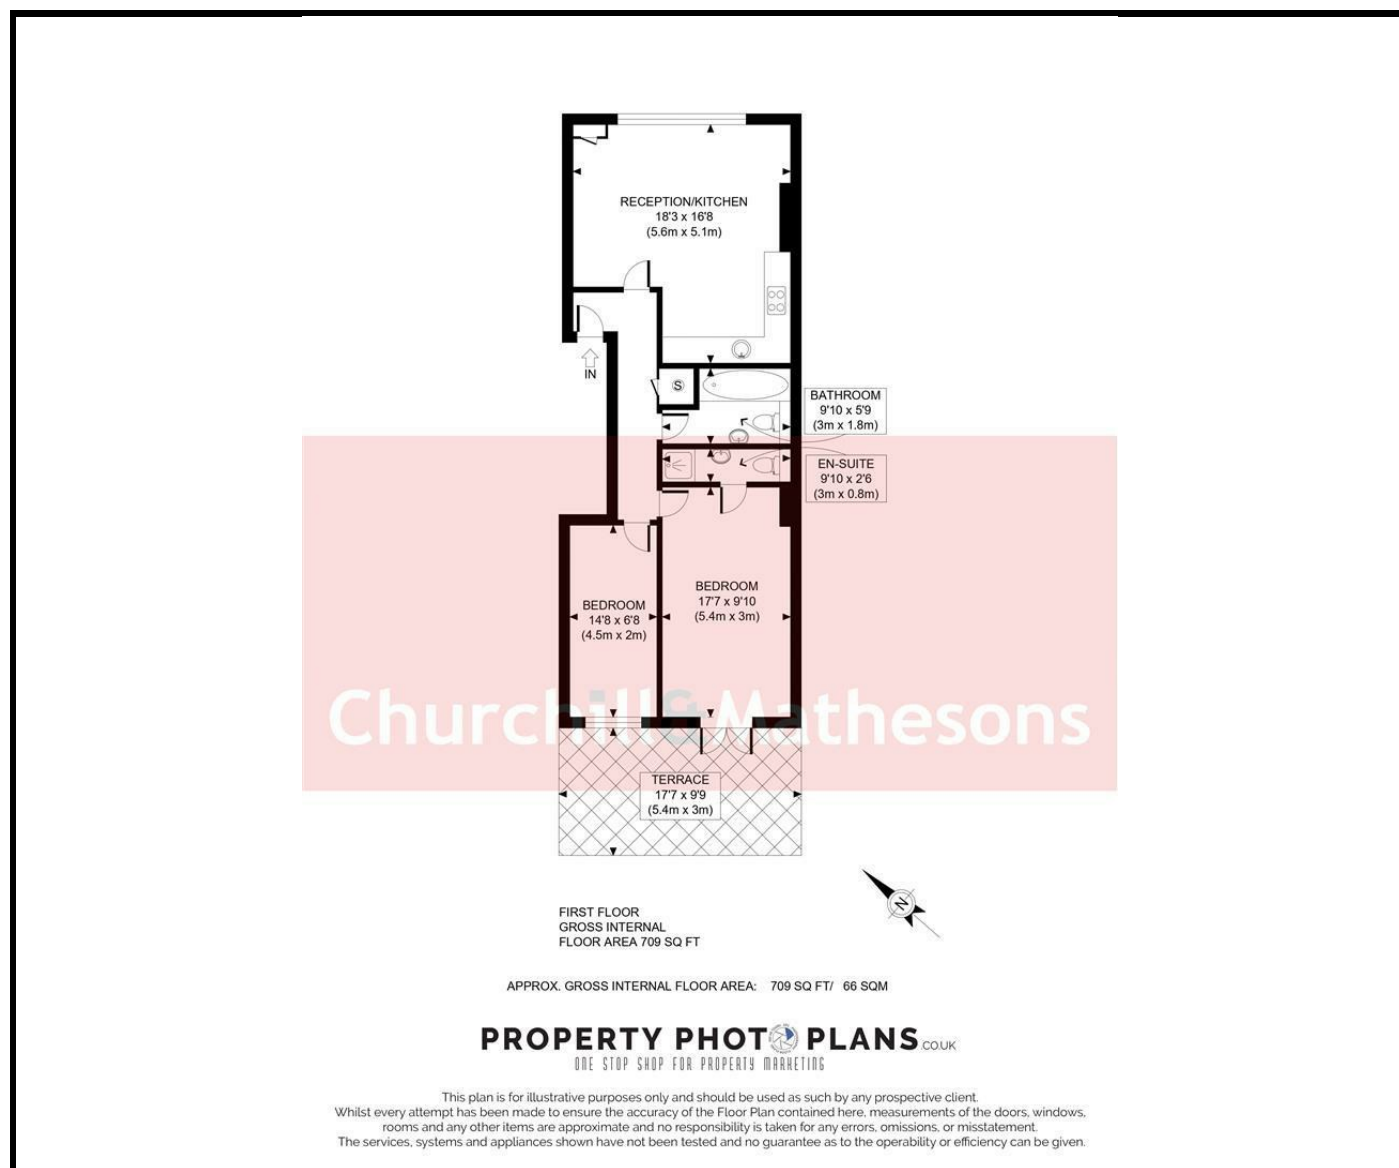 RECEPTION/KITCHEN
18'3 x 16'8
(5.6m x 5.1m)
IN
S
BATHROOM
9'10 x 5'9
(3m x 1.8m)
EN-SUITE
9'10 x 2'6
(3m x 0.8m)
BEDROOM
17'7 x 9'10
(5.4m x 3m)
BEDROOM
14'8 x 6'8
(4.5m x 2m)
Churchill & Mathesons
TERRACE
17'7 x 9'9
(5.4m x 3m)
N
FIRST FLOOR
GROSS INTERNAL
FLOOR AREA 709 SQ FT
APPROX. GROSS INTERNAL FLOOR AREA: 709 SQ FT/ 66 SQM
PROPERTY PHOTO PLANS.CO.UK
ONE STOP SHOP FOR PROPERTY MARKETING
This plan is for illustrative purposes only and should be used as such by any prospective client.
Whilst every attempt has been made to ensure the accuracy of the Floor Plan contained here, measurements of the doors, windows,
rooms and any other items are approximate and no responsibility is taken for any errors, omissions, or misstatement.
The services, systems and appliances shown have not been tested and no guarantee as to the operability or efficiency can be given.